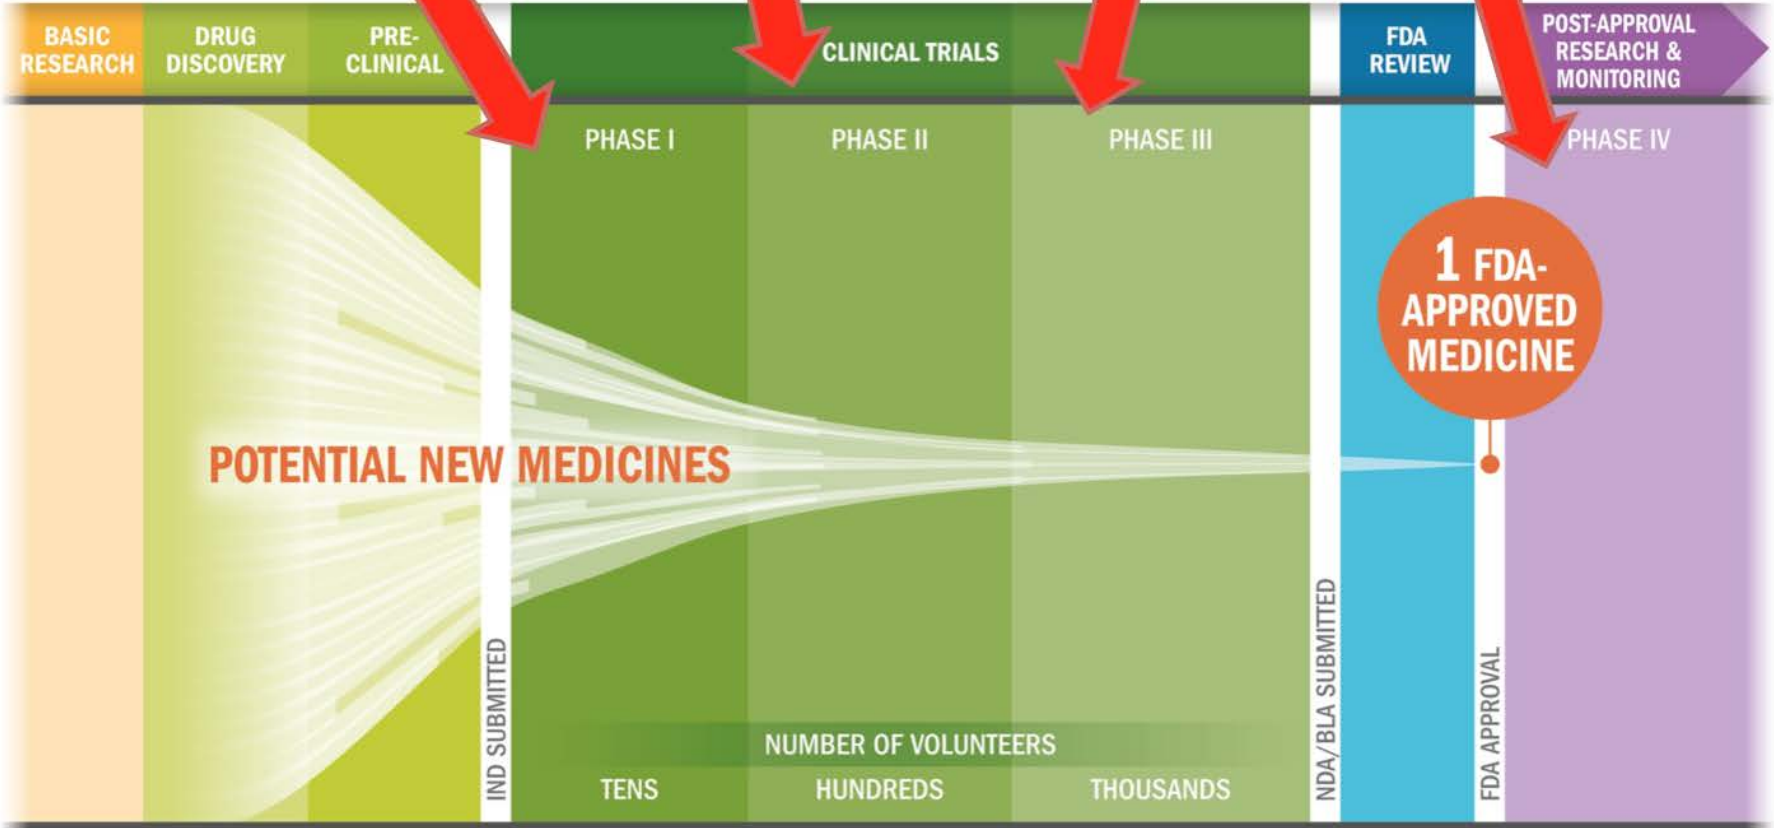 BASIC
RESEARCH
DRUG
DISCOVERY
PRE-
CLINICAL
CLINICAL TRIALS
FDA
REVIEW
POST-APPROVAL
RESEARCH &
MONITORING
PHASE I
PHASE II
PHASE III
PHASE IV
1 FDA-
APPROVED
MEDICINE
POTENTIAL NEW MEDICINES
IND SUBMITTED
NDA/BLA SUBMITTED
FDA APPROVAL
NUMBER OF VOLUNTEERS
TENS
HUNDREDS
THOUSANDS